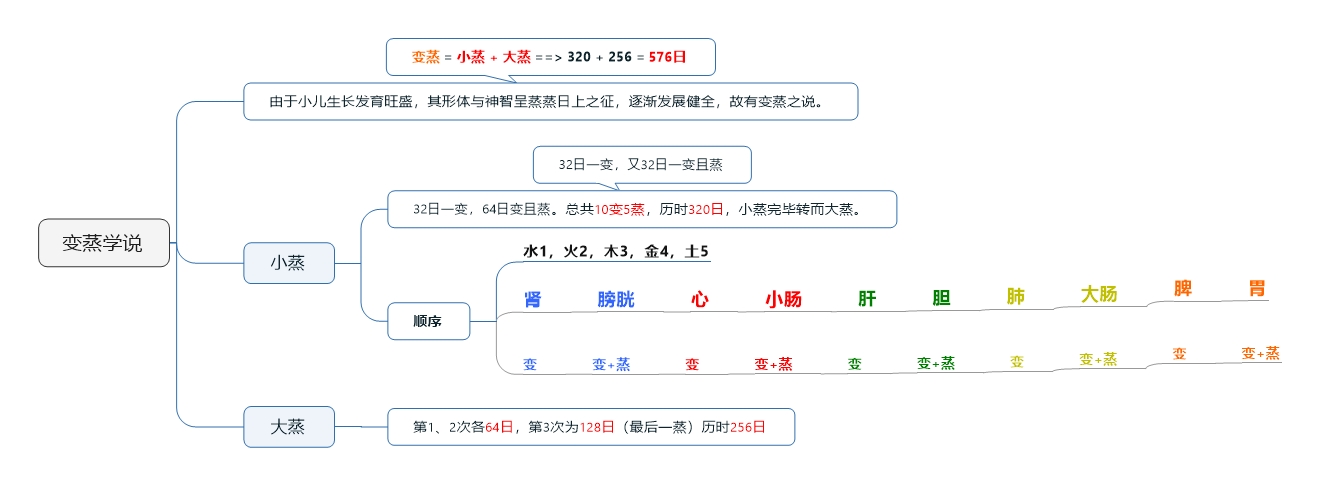 变蒸 = 小蒸 + 大蒸 ==> 320 + 256 = 576日
由于小儿生长发育旺盛，其形体与神智呈蒸蒸日上之征，逐渐发展健全，故有变蒸之说。
32日一变，又32日一变且蒸
32日一变，64日变且蒸。总共10变5蒸，历时320日，小蒸完毕转而大蒸。
变蒸学说
小蒸
水1，火2，木3，金4，土5
顺序
肾 膀胱 心 小肠 肝 胆 肺 大肠 脾 胃
变 变+蒸 变 变+蒸 变 变+蒸 变 变+蒸 变 变+蒸
大蒸
第1、2次各64日，第3次为128日（最后一蒸）历时256日